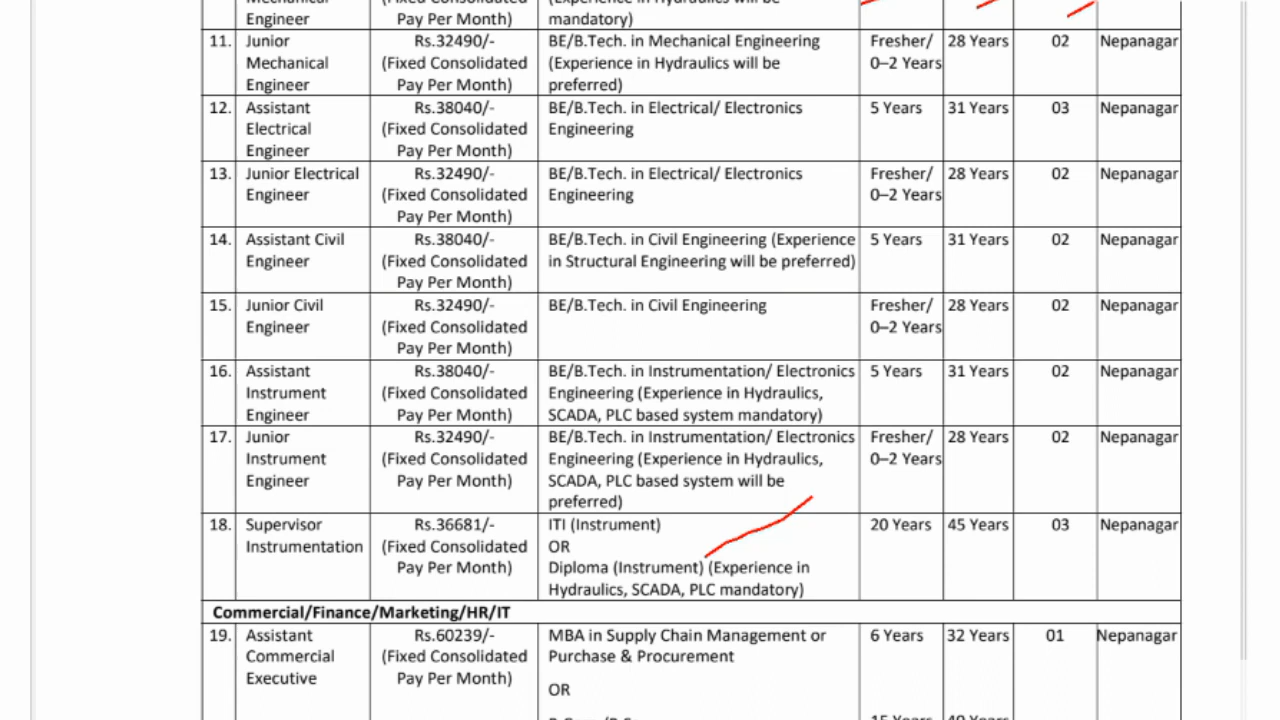 Mechanical (Fixed Consolidated (Experience in Hydraulics will be
Engineer Pay Per Month) mandatory)
11. Junior Rs.32490/- BE/B.Tech. in Mechanical Engineering Fresher/ 28 Years 02 Nepanagar
Mechanical (Fixed Consolidated (Experience in Hydraulics will be 0–2 Years
Engineer Pay Per Month) preferred)
12. Assistant Rs.38040/- BE/B.Tech. in Electrical/ Electronics 5 Years 31 Years 03 Nepanagar
Electrical (Fixed Consolidated Engineering
Engineer Pay Per Month)
13. Junior Electrical Rs.32490/- BE/B.Tech. in Electrical/ Electronics Fresher/ 28 Years 02 Nepanagar
Engineer (Fixed Consolidated Engineering 0–2 Years
Pay Per Month)
14. Assistant Civil Rs.38040/- BE/B.Tech. in Civil Engineering (Experience 5 Years 31 Years 02 Nepanagar
Engineer (Fixed Consolidated in Structural Engineering will be preferred)
Pay Per Month)
15. Junior Civil Rs.32490/- BE/B.Tech. in Civil Engineering Fresher/ 28 Years 02 Nepanagar
Engineer (Fixed Consolidated 0–2 Years
Pay Per Month)
16. Assistant Rs.38040/- BE/B.Tech. in Instrumentation/ Electronics 5 Years 31 Years 02 Nepanagar
Instrument (Fixed Consolidated Engineering (Experience in Hydraulics,
Engineer Pay Per Month) SCADA, PLC based system mandatory)
17. Junior Rs.32490/- BE/B.Tech. in Instrumentation/ Electronics Fresher/ 28 Years 02 Nepanagar
Instrument (Fixed Consolidated Engineering (Experience in Hydraulics, 0–2 Years
Engineer Pay Per Month) SCADA, PLC based system will be
preferred)
18. Supervisor Rs.36681/- ITI (Instrument) 20 Years 45 Years 03 Nepanagar
Instrumentation (Fixed Consolidated OR
Pay Per Month) Diploma (Instrument) (Experience in
Hydraulics, SCADA, PLC mandatory)
Commercial/Finance/Marketing/HR/IT
19. Assistant Rs.60239/- MBA in Supply Chain Management or 6 Years 32 Years 01 Nepanagar
Commercial (Fixed Consolidated Purchase & Procurement
Executive Pay Per Month)
OR